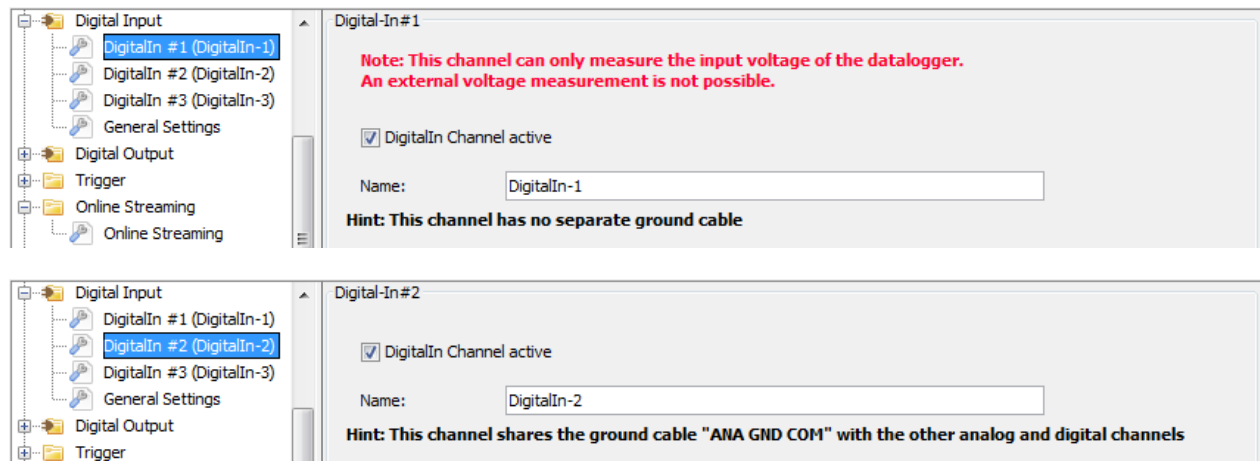 Digital Input
DigitalIn #1 (DigitalIn-1)
DigitalIn #2 (DigitalIn-2)
DigitalIn #3 (DigitalIn-3)
General Settings
Digital Output
Trigger
Online Streaming
Online Streaming
Digital-In#1
Note: This channel can only measure the input voltage of the datalogger.
An external voltage measurement is not possible.
DigitalIn Channel active
Name: DigitalIn-1
Hint: This channel has no separate ground cable
Digital Input
DigitalIn #1 (DigitalIn-1)
DigitalIn #2 (DigitalIn-2)
DigitalIn #3 (DigitalIn-3)
General Settings
Digital Output
Trigger
Digital-In#2
DigitalIn Channel active
Name: DigitalIn-2
Hint: This channel shares the ground cable "ANA GND COM" with the other analog and digital channels